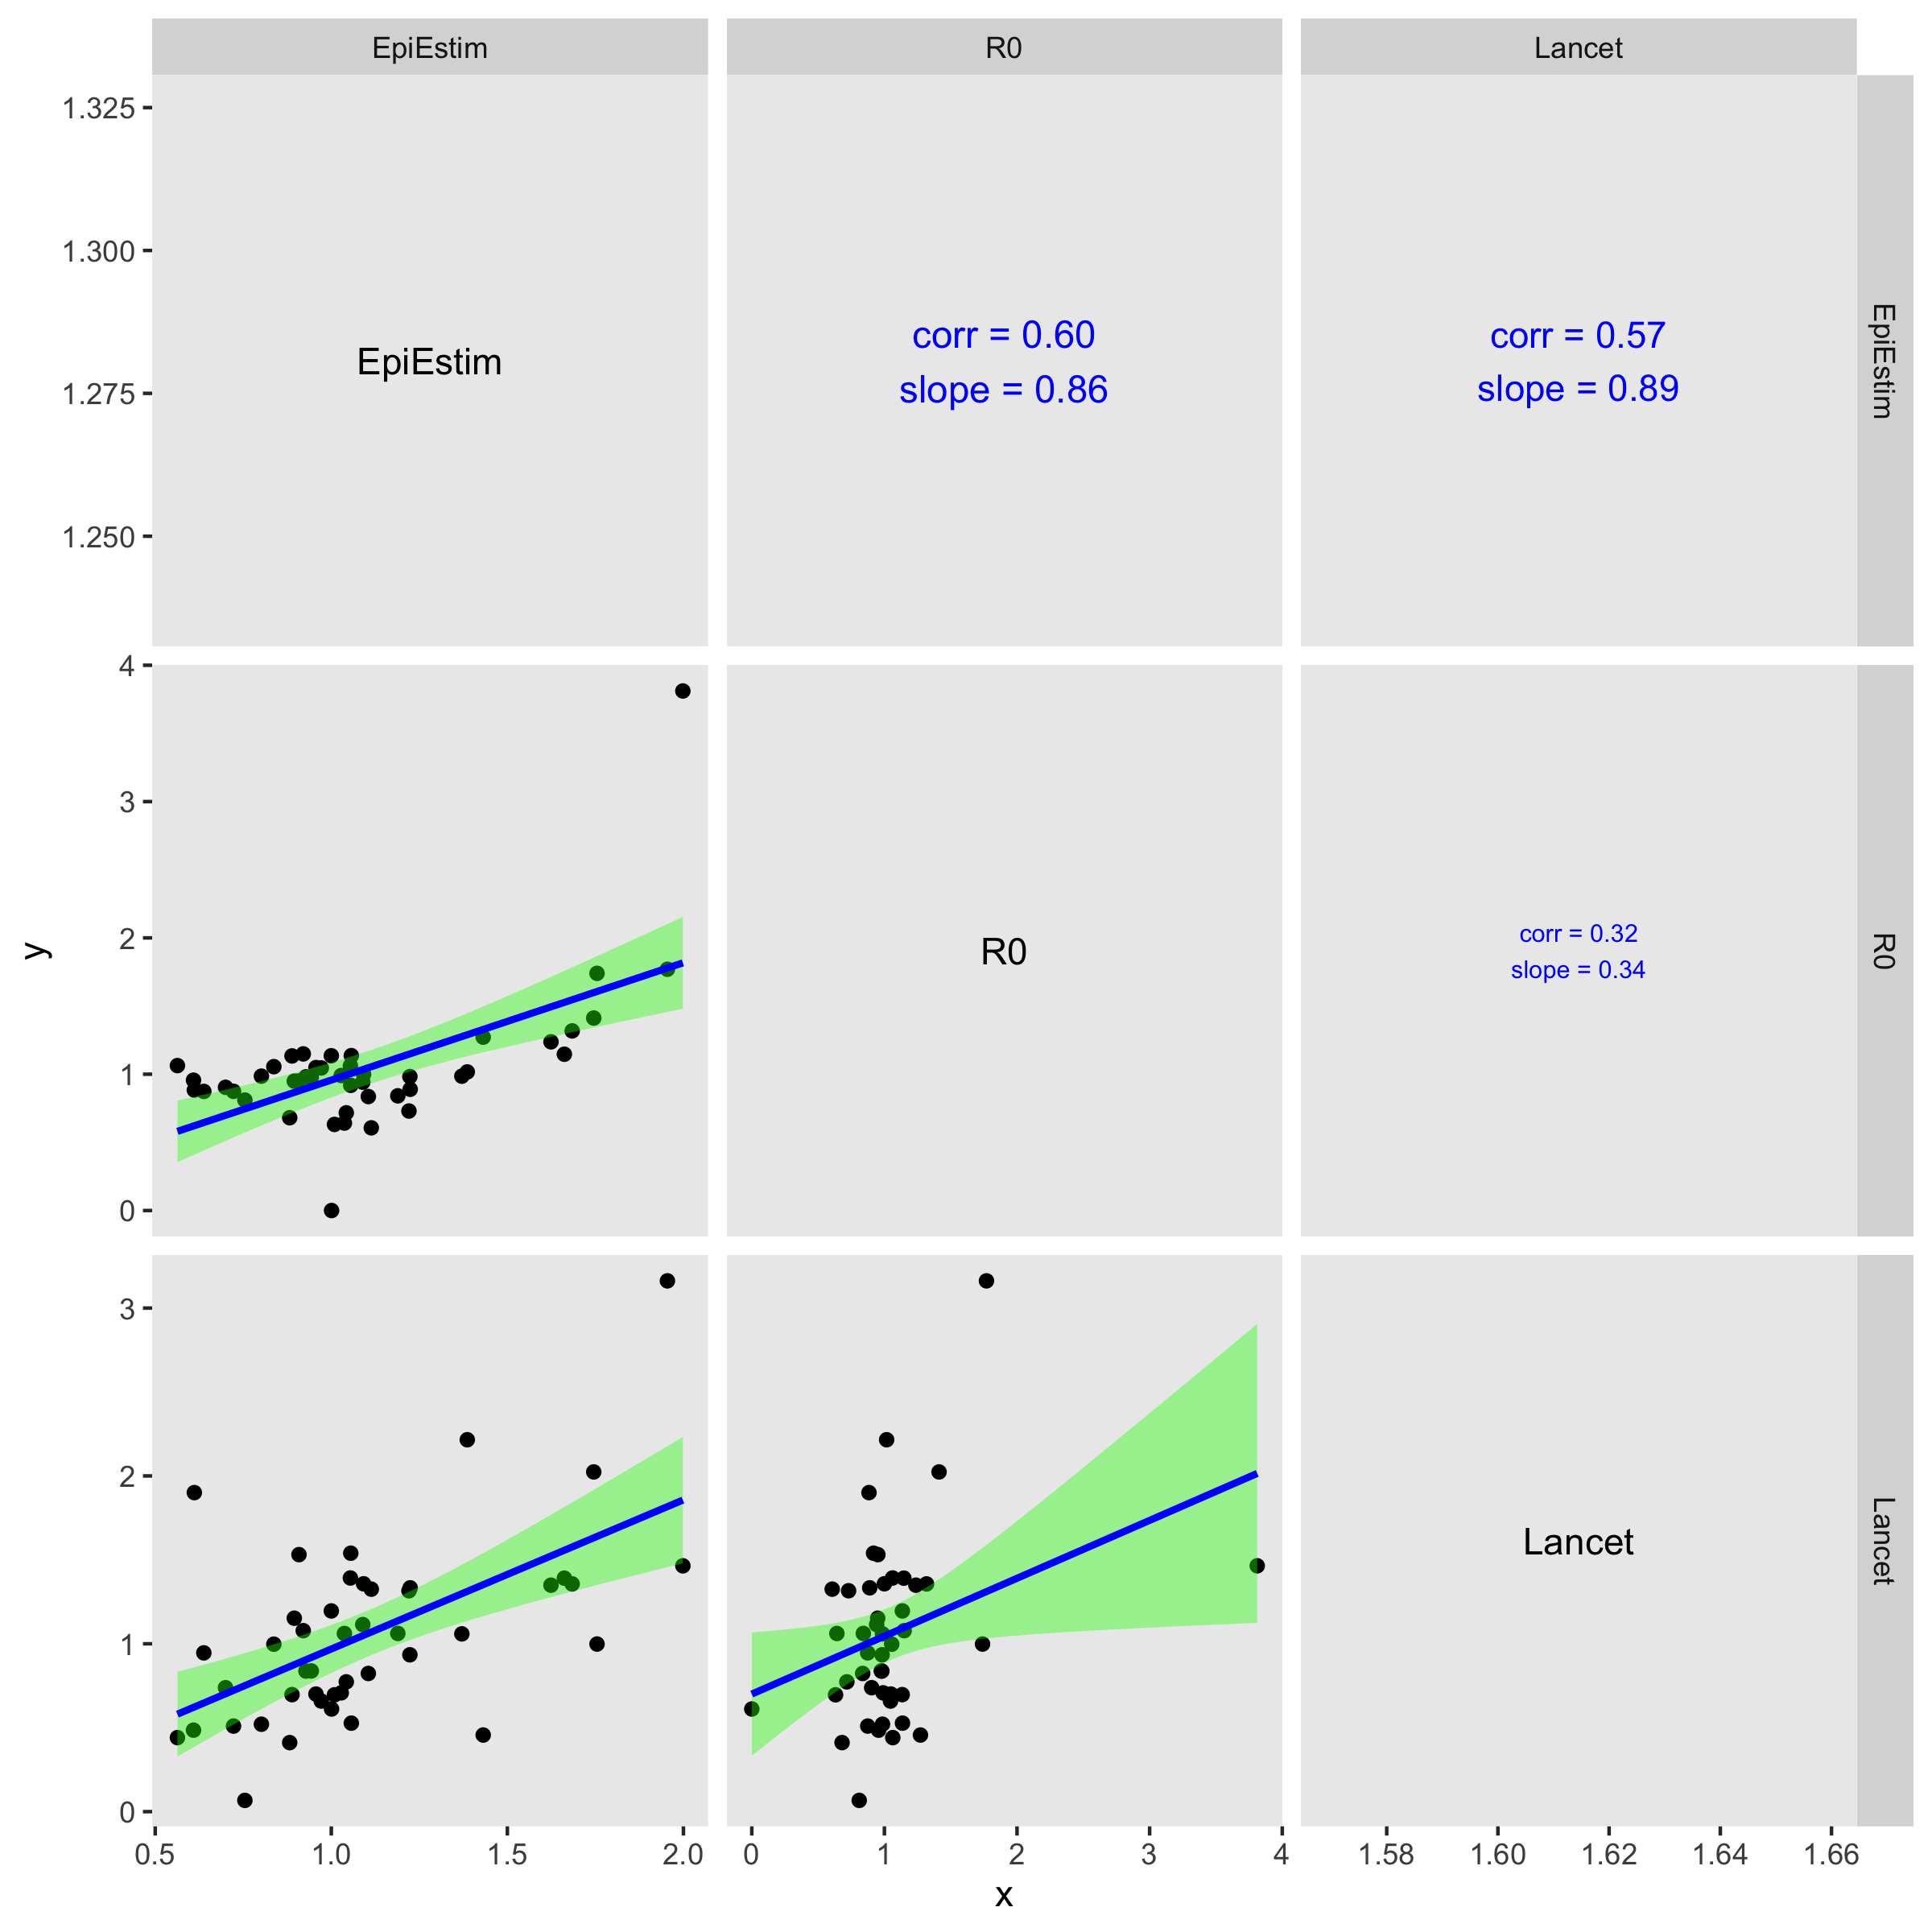 EpiEstim R0 Lancet
1.325
1.300
1.275
1.250
EpiEstim
corr = 0.60
slope = 0.86
corr = 0.57
slope = 0.89
EpiEstim
4
3
2
1
0
R0
corr = 0.32
slope = 0.34
R0
y
3
2
1
0
Lancet
Lancet
0.5 1.0 1.5 2.0 0 1 2 3 4 1.58 1.60 1.62 1.64 1.66
x